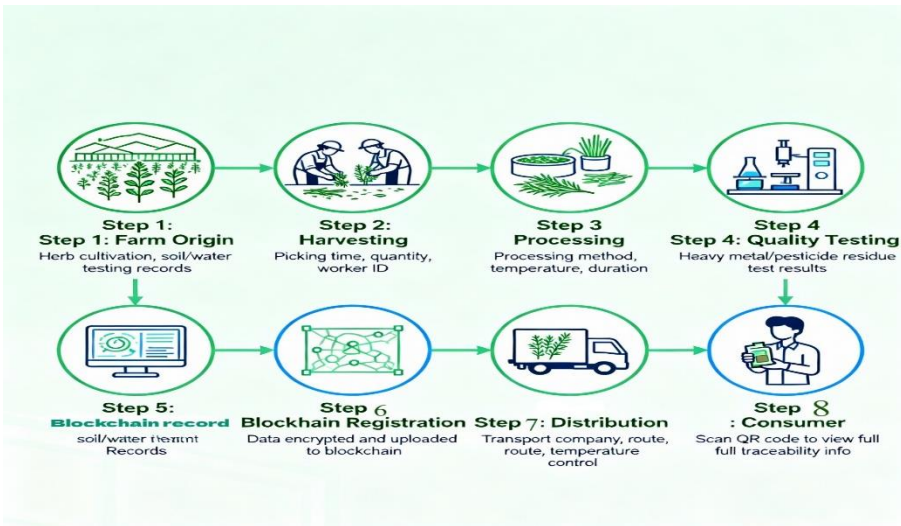 Step 1:
Step 1: Farm Origin
Herb cultivation, soil/water
testing records
Step 2:
Harvesting
Picking time, quantity,
worker ID
Step 3
Processing
Processing method,
temperature, duration
Step 4
Step 4: Quality Testing
Heavy metal/pesticide residue
test results
Step 5:
Blockchain record
soil/water
Records
Step 6
Blockhain Registration
Data encrypted and uploaded
to blockchain
Step 7: Distribution
Transport company, route,
route, temperature
control
Step 8
: Consumer
Scan QR code to view full
full traceability info